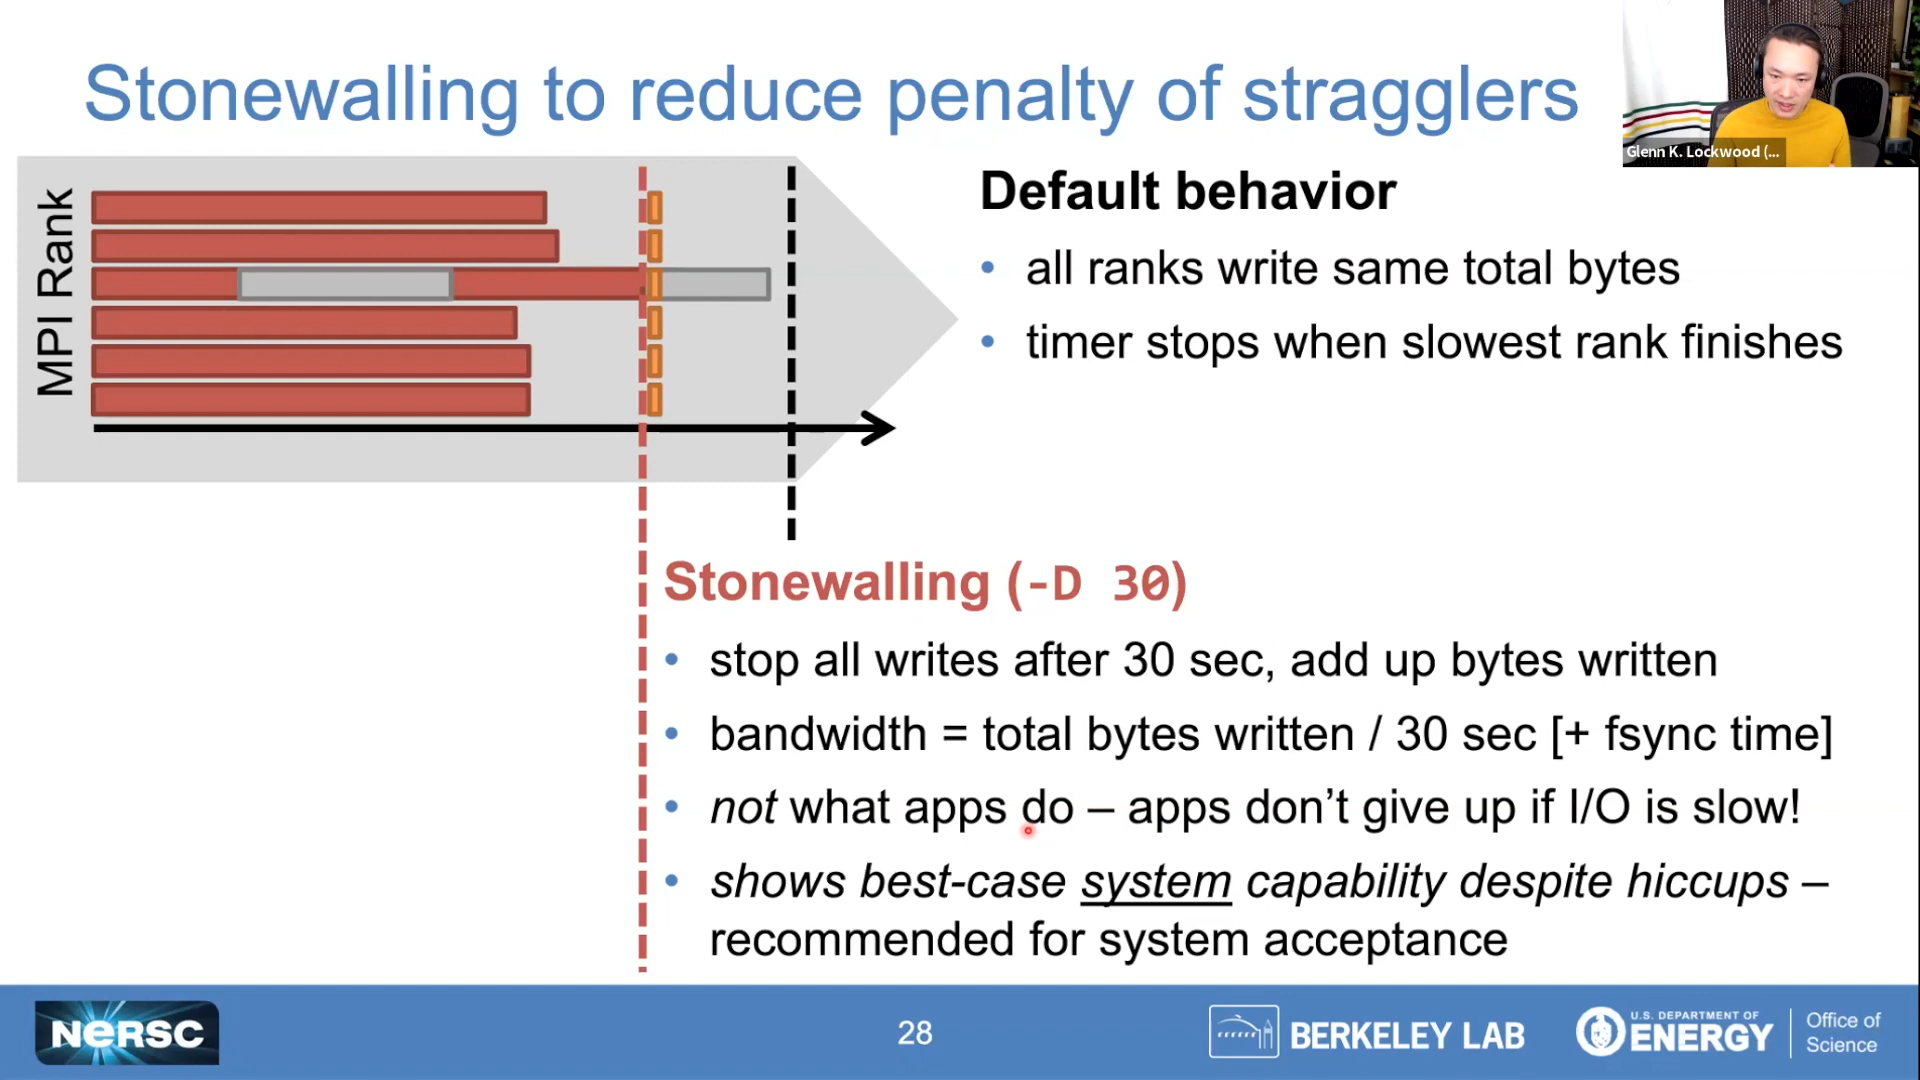 Stonewalling to reduce penalty of stragglers
Glenn K. Lockwood (...
MPI Rank
Default behavior
• all ranks write same total bytes
• timer stops when slowest rank finishes
Stonewalling (-D 30)
• stop all writes after 30 sec, add up bytes written
• bandwidth = total bytes written / 30 sec [+ fsync time]
• not what apps do – apps don’t give up if I/O is slow!
• shows best-case system capability despite hiccups –
recommended for system acceptance
NERSC
28
BERKELEY LAB
U.S. DEPARTMENT OF
ENERGY
Office of
Science